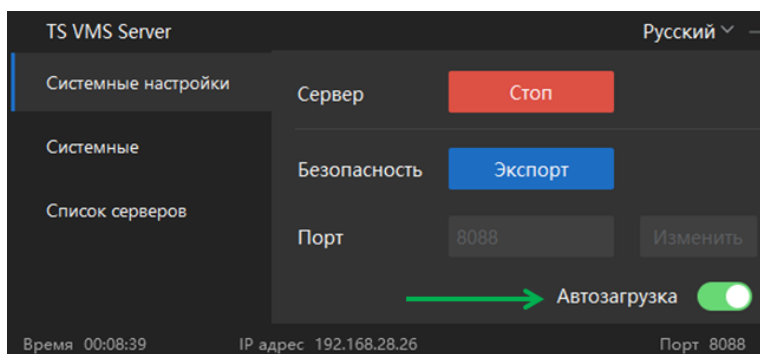 TS VMS Server Русский
Системные настройки
Сервер Стоп
Системные
Безопасность Экспорт
Список серверов
Порт 8088 Изменить
Автозагрузка
Время 00:08:39 IP адрес 192.168.28.26 Порт 8088